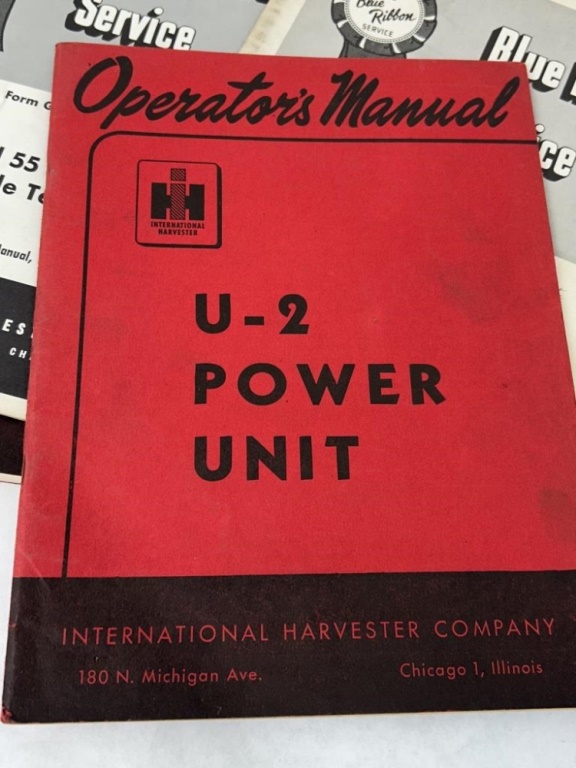 Service
Form
55
Manual,
Blue
Ribbon
SERVICE
Blue
Operator's Manual
IH
INTERNATIONAL
HARVESTER
U-2
POWER
UNIT
INTERNATIONAL HARVESTER COMPANY
180 N. Michigan Ave. Chicago 1, Illinois